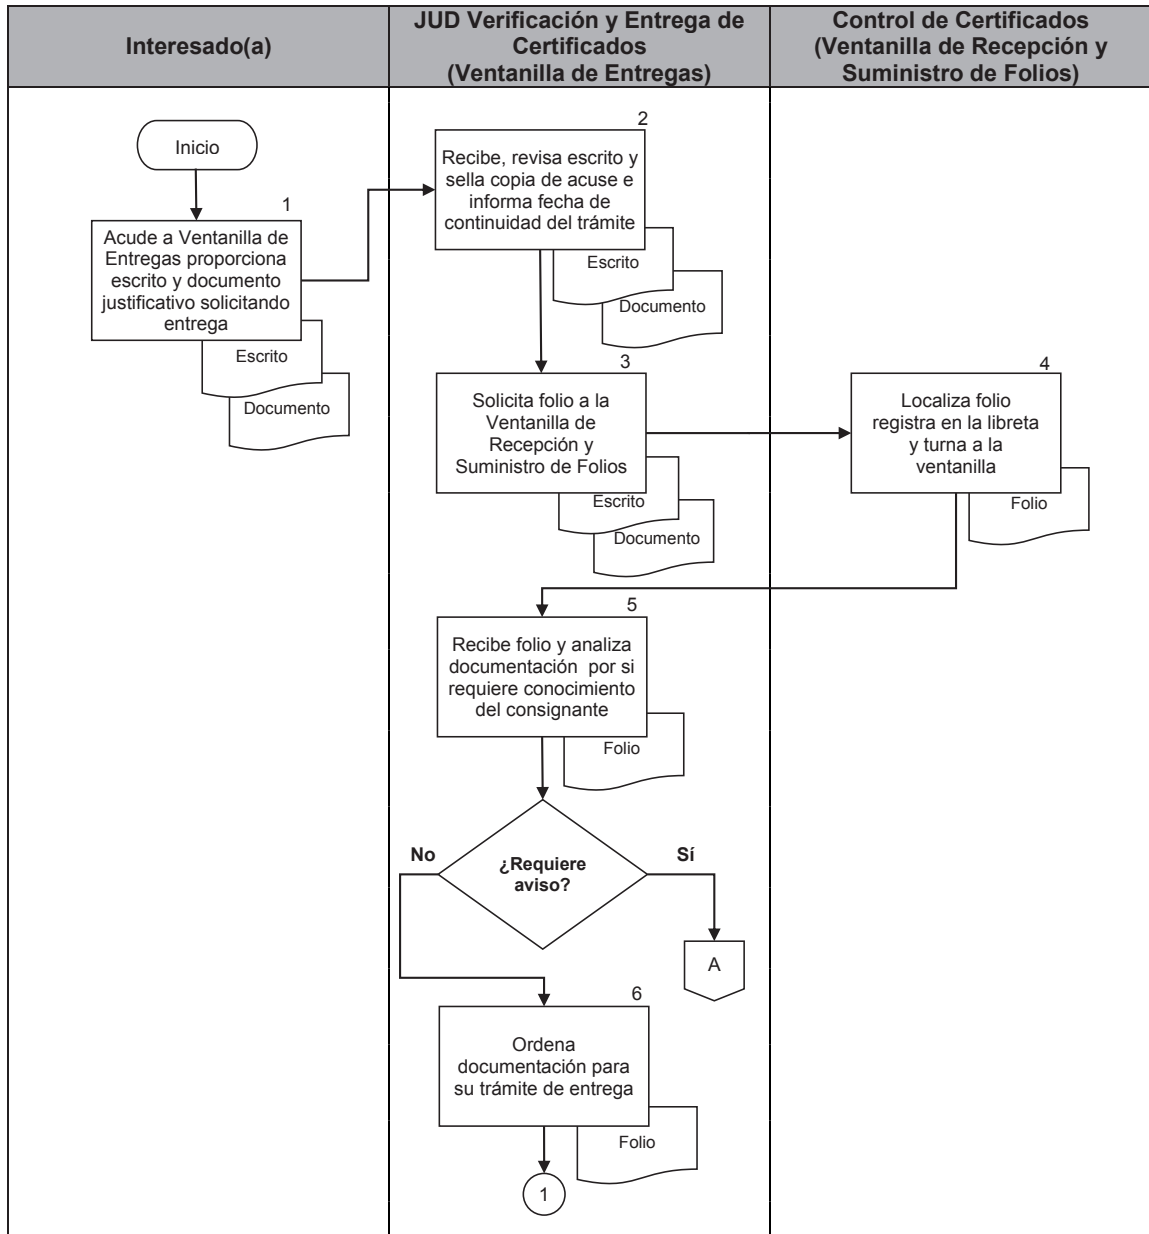 Interesado(a)
JUD Verificación y Entrega de
Certificados
(Ventanilla de Entregas)
Control de Certificados
(Ventanilla de Recepción y
Suministro de Folios)
Inicio
1
Acude a Ventanilla de
Entregas proporciona
escrito y documento
justificativo solicitando
entrega
Escrito
Documento
2
Recibe, revisa escrito y
sella copia de acuse e
informa fecha de
continuidad del trámite
Escrito
Documento
3
Solicita folio a la
Ventanilla de
Recepción y
Suministro de Folios
Escrito
Documento
4
Localiza folio
registra en la libreta
y turna a la
ventanilla
Folio
5
Recibe folio y analiza
documentación por si
requiere conocimiento
del consignante
Folio
No
¿Requiere
aviso?
Sí
A
6
Ordena
documentación para
su trámite de entrega
Folio
1